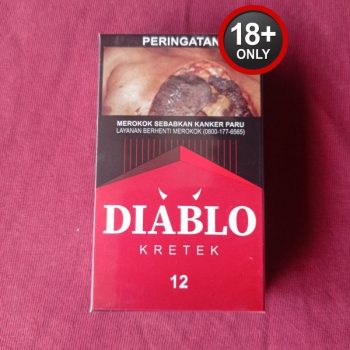 PERINGATAN
18+
ONLY
MEROKOK SEBABKAN KANKER PARU
LAYANAN BERHENTI MEROKOK (0800-177-6565)
DIABLO
KRETEK
12